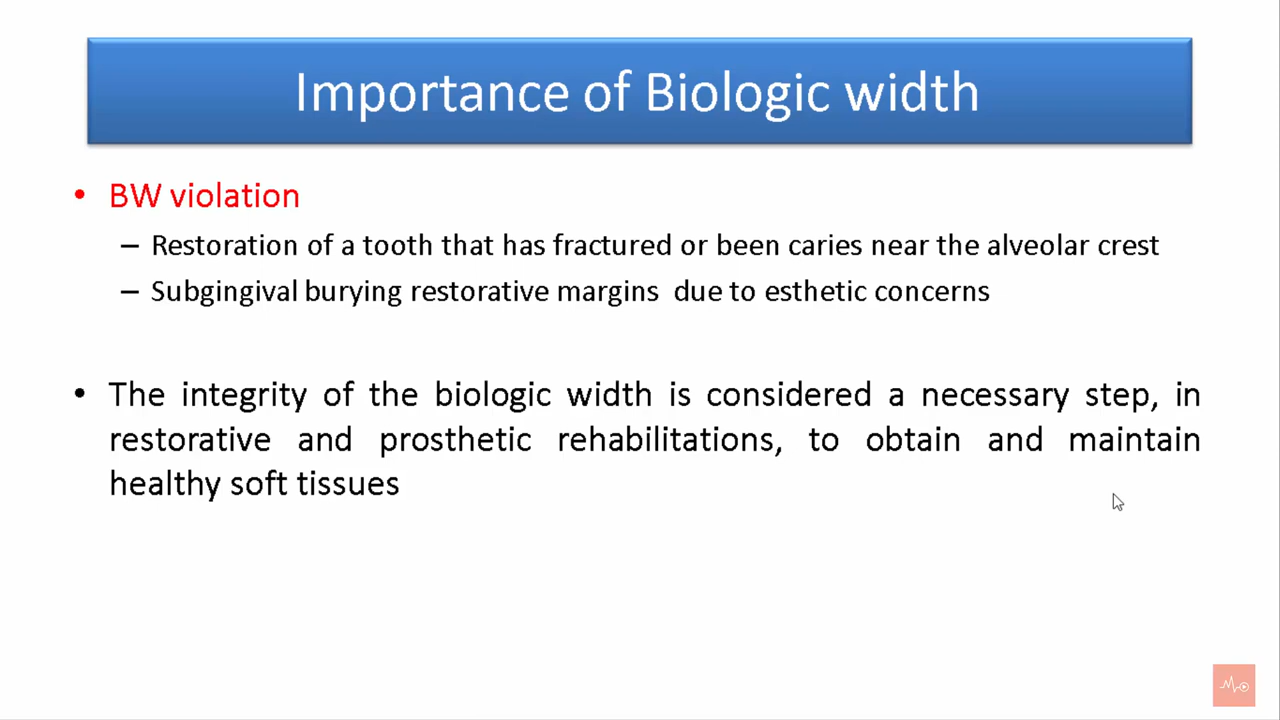 Importance of Biologic width
• BW violation
– Restoration of a tooth that has fractured or been caries near the alveolar crest
– Subgingival burying restorative margins due to esthetic concerns
• The integrity of the biologic width is considered a necessary step, in
restorative and prosthetic rehabilitations, to obtain and maintain
healthy soft tissues